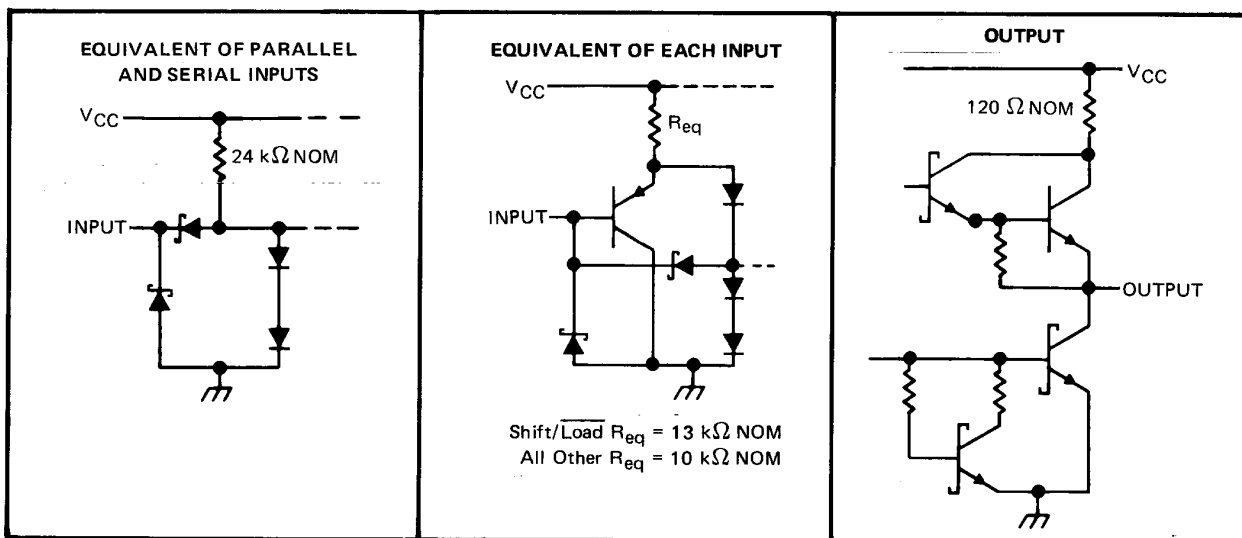 EQUIVALENT OF PARALLEL
AND SERIAL INPUTS
VCC
24 kΩ NOM
INPUT
EQUIVALENT OF EACH INPUT
VCC
Req
INPUT
Shift/Load Req = 13 kΩ NOM
All Other Req = 10 kΩ NOM
OUTPUT
VCC
120 Ω NOM
OUTPUT